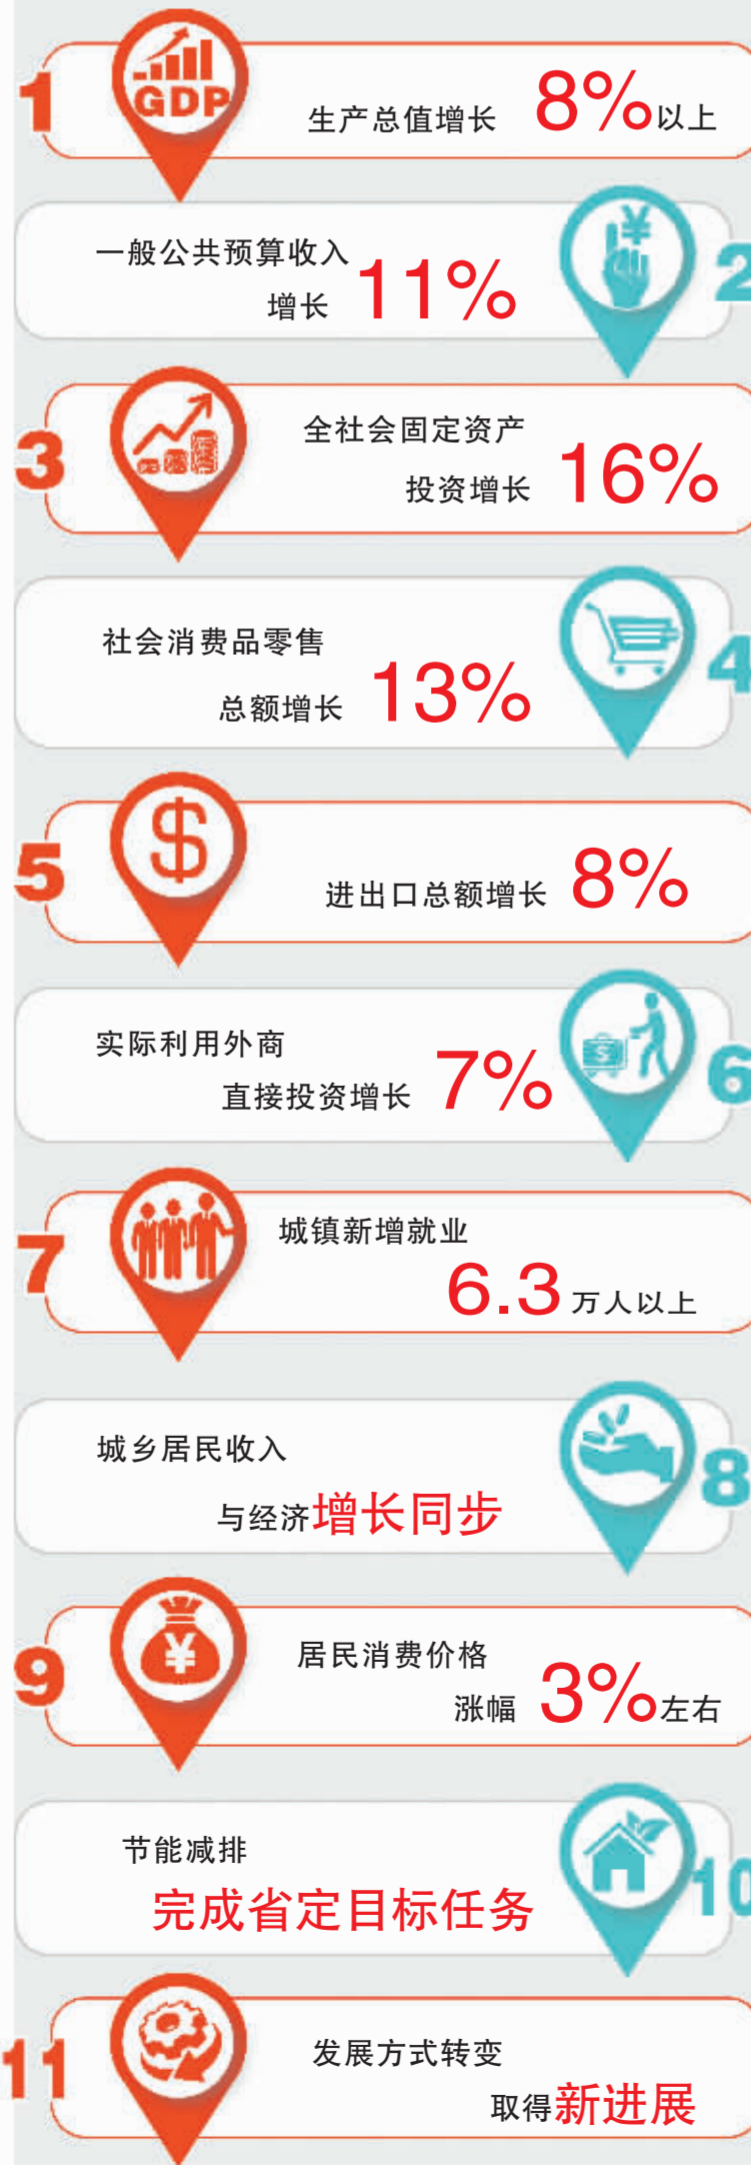 1
GDP
生产总值增长 8%以上
一般公共预算收入
增长 11%
2
3
全社会固定资产
投资增长 16%
社会消费品零售
总额增长 13%
4
5
$
进出口总额增长 8%
实际利用外商
直接投资增长 7%
6
7
城镇新增就业
6.3 万人以上
城乡居民收入
与经济增长同步
8
9
¥
居民消费价格
涨幅 3%左右
节能减排
完成省定目标任务
10
11
发展方式转变
取得新进展